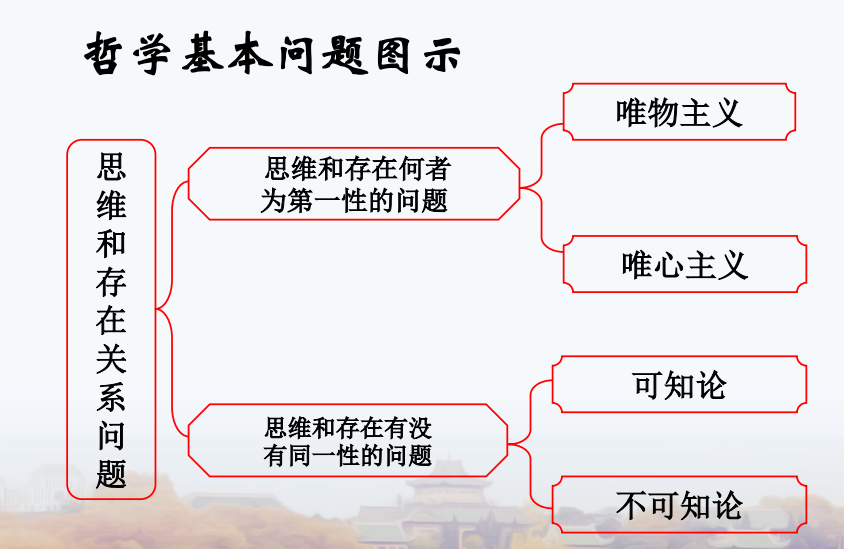 哲学基本问题图示
思维和存在关系问题
思维和存在何者
为第一性的问题
唯物主义
唯心主义
思维和存在有没
有同一性的问题
可知论
不可知论